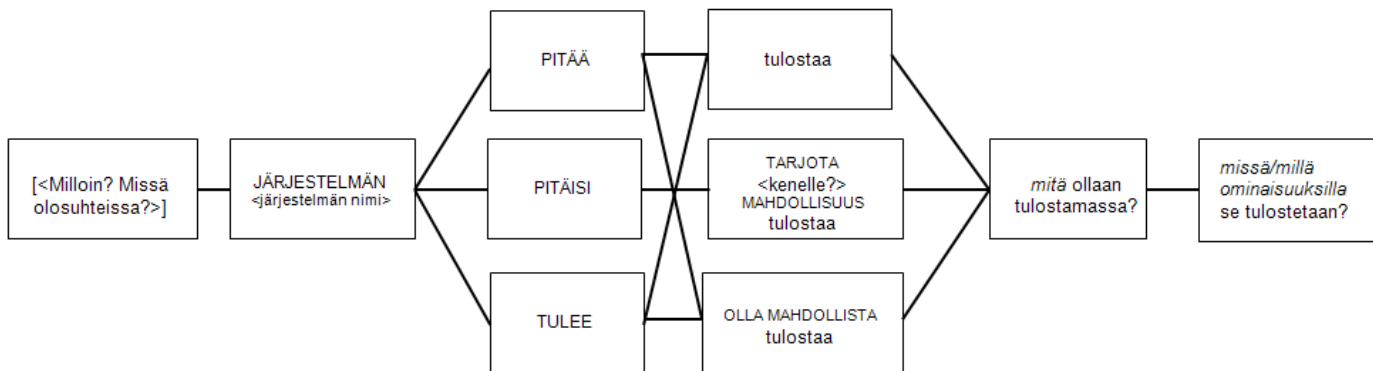 [<Milloin? Missä
olosuhteissa?>]
JÄRJESTELMÄN
<järjestelmän nimi>
PITÄÄ
PITÄISI
TULEE
tulostaa
TARJOTA
<kenelle?>
MAHDOLLISUUS
tulostaa
OLLA MAHDOLLISTA
tulostaa
mitä ollaan
tulostamassa?
missä/millä
ominaisuuksilla
se tulostetaan?